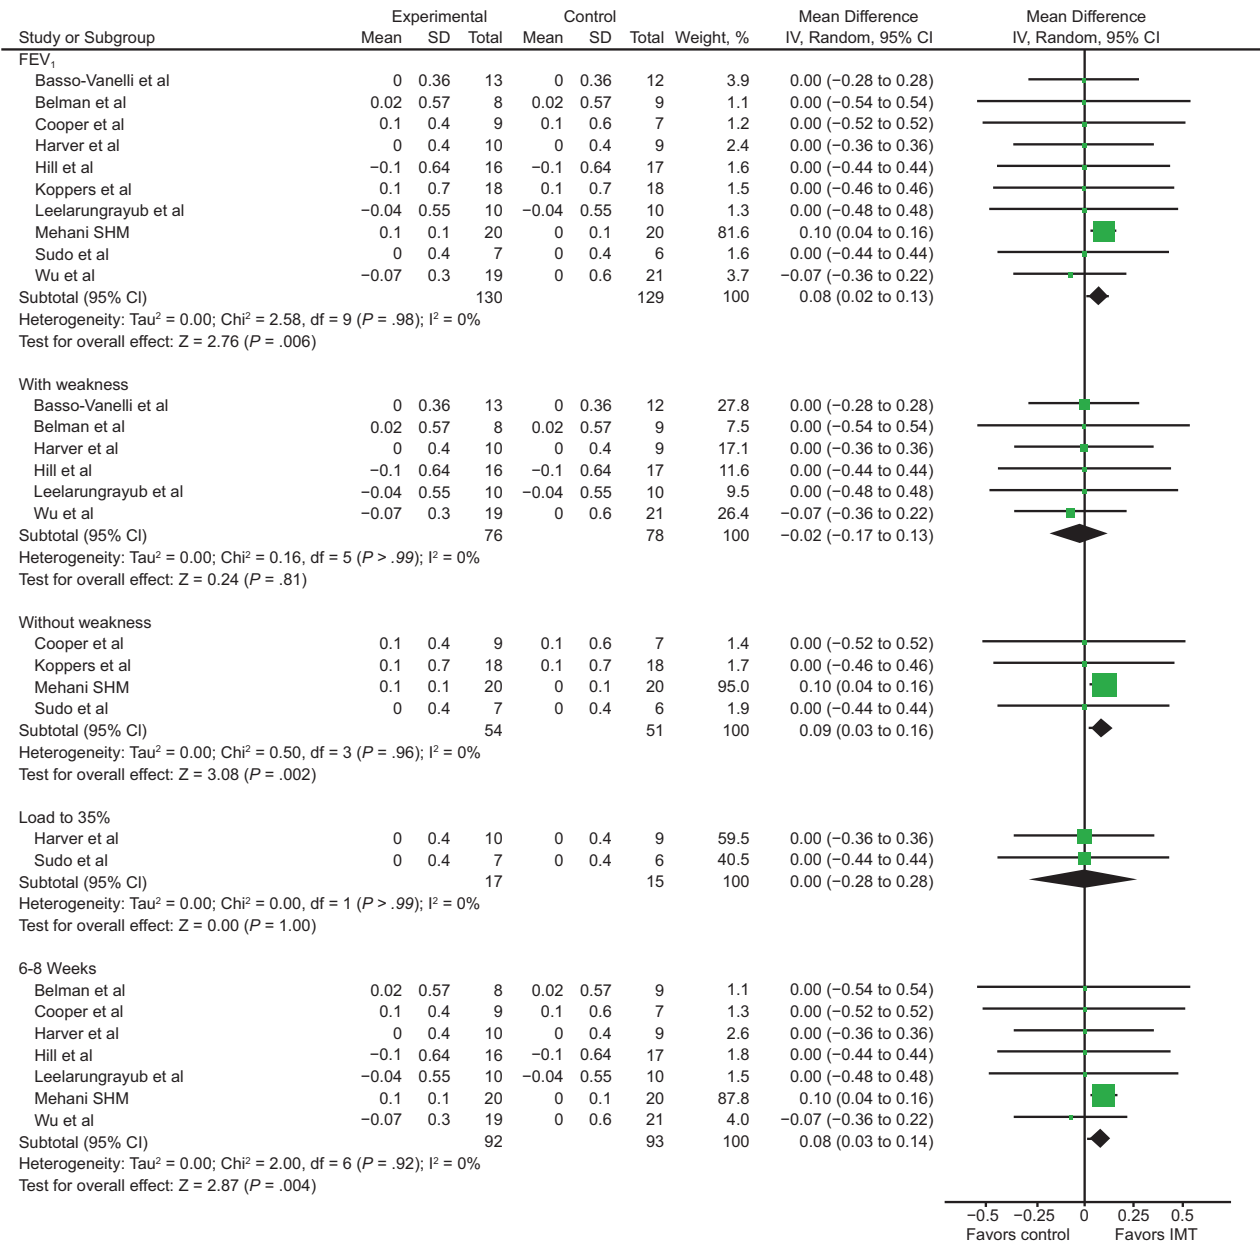 Experimental Control Mean Difference Mean Difference
Study or Subgroup Mean SD Total Mean SD Total Weight, % IV, Random, 95% CI IV, Random, 95% CI
FEV₁
Basso-Vanelli et al 0 0.36 13 0 0.36 12 3.9 0.00 (−0.28 to 0.28)
Belman et al 0.02 0.57 8 0.02 0.57 9 1.1 0.00 (−0.54 to 0.54)
Cooper et al 0.1 0.4 9 0.1 0.6 7 1.2 0.00 (−0.52 to 0.52)
Harver et al 0 0.4 10 0 0.4 9 2.4 0.00 (−0.36 to 0.36)
Hill et al −0.1 0.64 16 −0.1 0.64 17 1.6 0.00 (−0.44 to 0.44)
Koppers et al 0.1 0.7 18 0.1 0.7 18 1.5 0.00 (−0.46 to 0.46)
Leelarungrayub et al −0.04 0.55 10 −0.04 0.55 10 1.3 0.00 (−0.48 to 0.48)
Mehani SHM 0.1 0.1 20 0 0.1 20 81.6 0.10 (0.04 to 0.16)
Sudo et al 0 0.4 7 0 0.4 6 1.6 0.00 (−0.44 to 0.44)
Wu et al −0.07 0.3 19 0 0.6 21 3.7 −0.07 (−0.36 to 0.22)
Subtotal (95% CI) 130 129 100 0.08 (0.02 to 0.13)
Heterogeneity: Tau² = 0.00; Chi² = 2.58, df = 9 (P = .98); I² = 0%
Test for overall effect: Z = 2.76 (P = .006)
With weakness
Basso-Vanelli et al 0 0.36 13 0 0.36 12 27.8 0.00 (−0.28 to 0.28)
Belman et al 0.02 0.57 8 0.02 0.57 9 7.5 0.00 (−0.54 to 0.54)
Harver et al 0 0.4 10 0 0.4 9 17.1 0.00 (−0.36 to 0.36)
Hill et al −0.1 0.64 16 −0.1 0.64 17 11.6 0.00 (−0.44 to 0.44)
Leelarungrayub et al −0.04 0.55 10 −0.04 0.55 10 9.5 0.00 (−0.48 to 0.48)
Wu et al −0.07 0.3 19 0 0.6 21 26.4 −0.07 (−0.36 to 0.22)
Subtotal (95% CI) 76 78 100 −0.02 (−0.17 to 0.13)
Heterogeneity: Tau² = 0.00; Chi² = 0.16, df = 5 (P > .99); I² = 0%
Test for overall effect: Z = 0.24 (P = .81)
Without weakness
Cooper et al 0.1 0.4 9 0.1 0.6 7 1.4 0.00 (−0.52 to 0.52)
Koppers et al 0.1 0.7 18 0.1 0.7 18 1.7 0.00 (−0.46 to 0.46)
Mehani SHM 0.1 0.1 20 0 0.1 20 95.0 0.10 (0.04 to 0.16)
Sudo et al 0 0.4 7 0 0.4 6 1.9 0.00 (−0.44 to 0.44)
Subtotal (95% CI) 54 51 100 0.09 (0.03 to 0.16)
Heterogeneity: Tau² = 0.00; Chi² = 0.50, df = 3 (P = .96); I² = 0%
Test for overall effect: Z = 3.08 (P = .002)
Load to 35%
Harver et al 0 0.4 10 0 0.4 9 59.5 0.00 (−0.36 to 0.36)
Sudo et al 0 0.4 7 0 0.4 6 40.5 0.00 (−0.44 to 0.44)
Subtotal (95% CI) 17 15 100 0.00 (−0.28 to 0.28)
Heterogeneity: Tau² = 0.00; Chi² = 0.00, df = 1 (P > .99); I² = 0%
Test for overall effect: Z = 0.00 (P = 1.00)
6-8 Weeks
Belman et al 0.02 0.57 8 0.02 0.57 9 1.1 0.00 (−0.54 to 0.54)
Cooper et al 0.1 0.4 9 0.1 0.6 7 1.3 0.00 (−0.52 to 0.52)
Harver et al 0 0.4 10 0 0.4 9 2.6 0.00 (−0.36 to 0.36)
Hill et al −0.1 0.64 16 −0.1 0.64 17 1.8 0.00 (−0.44 to 0.44)
Leelarungrayub et al −0.04 0.55 10 −0.04 0.55 10 1.5 0.00 (−0.48 to 0.48)
Mehani SHM 0.1 0.1 20 0 0.1 20 87.8 0.10 (0.04 to 0.16)
Wu et al −0.07 0.3 19 0 0.6 21 4.0 −0.07 (−0.36 to 0.22)
Subtotal (95% CI) 92 93 100 0.08 (0.03 to 0.14)
Heterogeneity: Tau² = 0.00; Chi² = 2.00, df = 6 (P = .92); I² = 0%
Test for overall effect: Z = 2.87 (P = .004)
−0.5 −0.25 0 0.25 0.5
Favors control Favors IMT